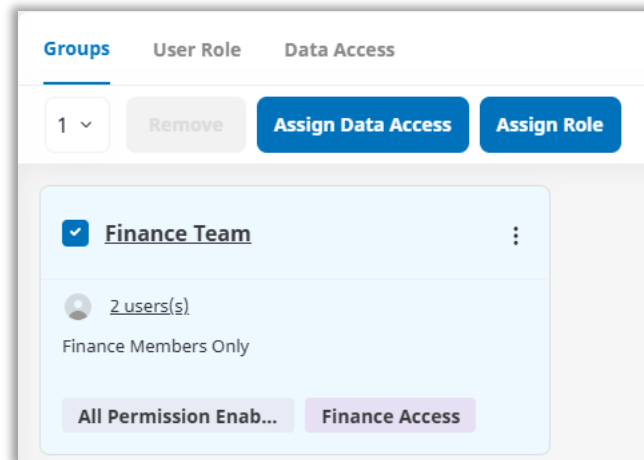 Groups User Role Data Access
1 Remove Assign Data Access Assign Role
Finance Team
2 users(s)
Finance Members Only
All Permission Enab... Finance Access